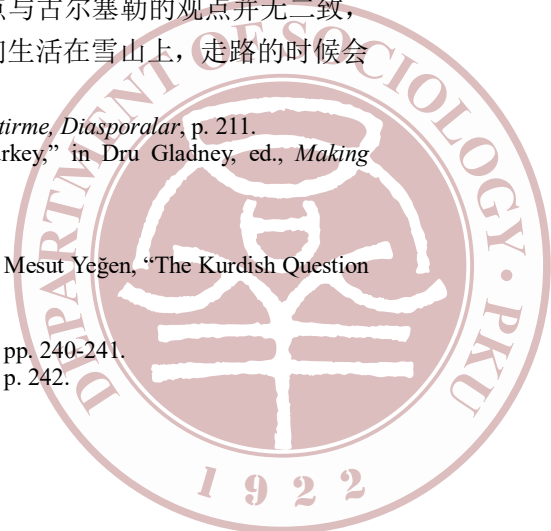 点与古尔塞勒的观点并无二致，
们生活在雪山上，走路的时候会
tirme, Diasporalar, p. 211.
rkey,” in Dru Gladney, ed., Making
Mesut Yeğen, “The Kurdish Question
pp. 240-241.
p. 242.
DEPARTMENT OF SOCIOLOGY · PKU
1922